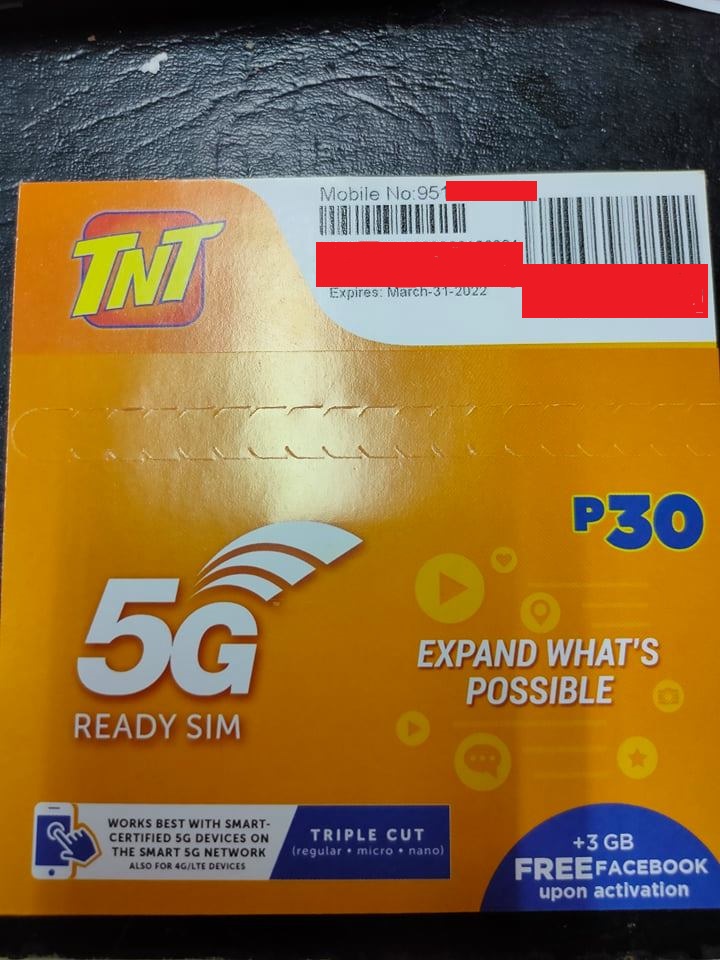 TNT
Mobile No:951
Expires: March-31-2022
P30
5G
READY SIM
EXPAND WHAT'S
POSSIBLE
WORKS BEST WITH SMART-
CERTIFIED 5G DEVICES ON
THE SMART 5G NETWORK
ALSO FOR 4G/LTE DEVICES
TRIPLE CUT
(regular • micro • nano)
+3 GB
FREE FACEBOOK
upon activation